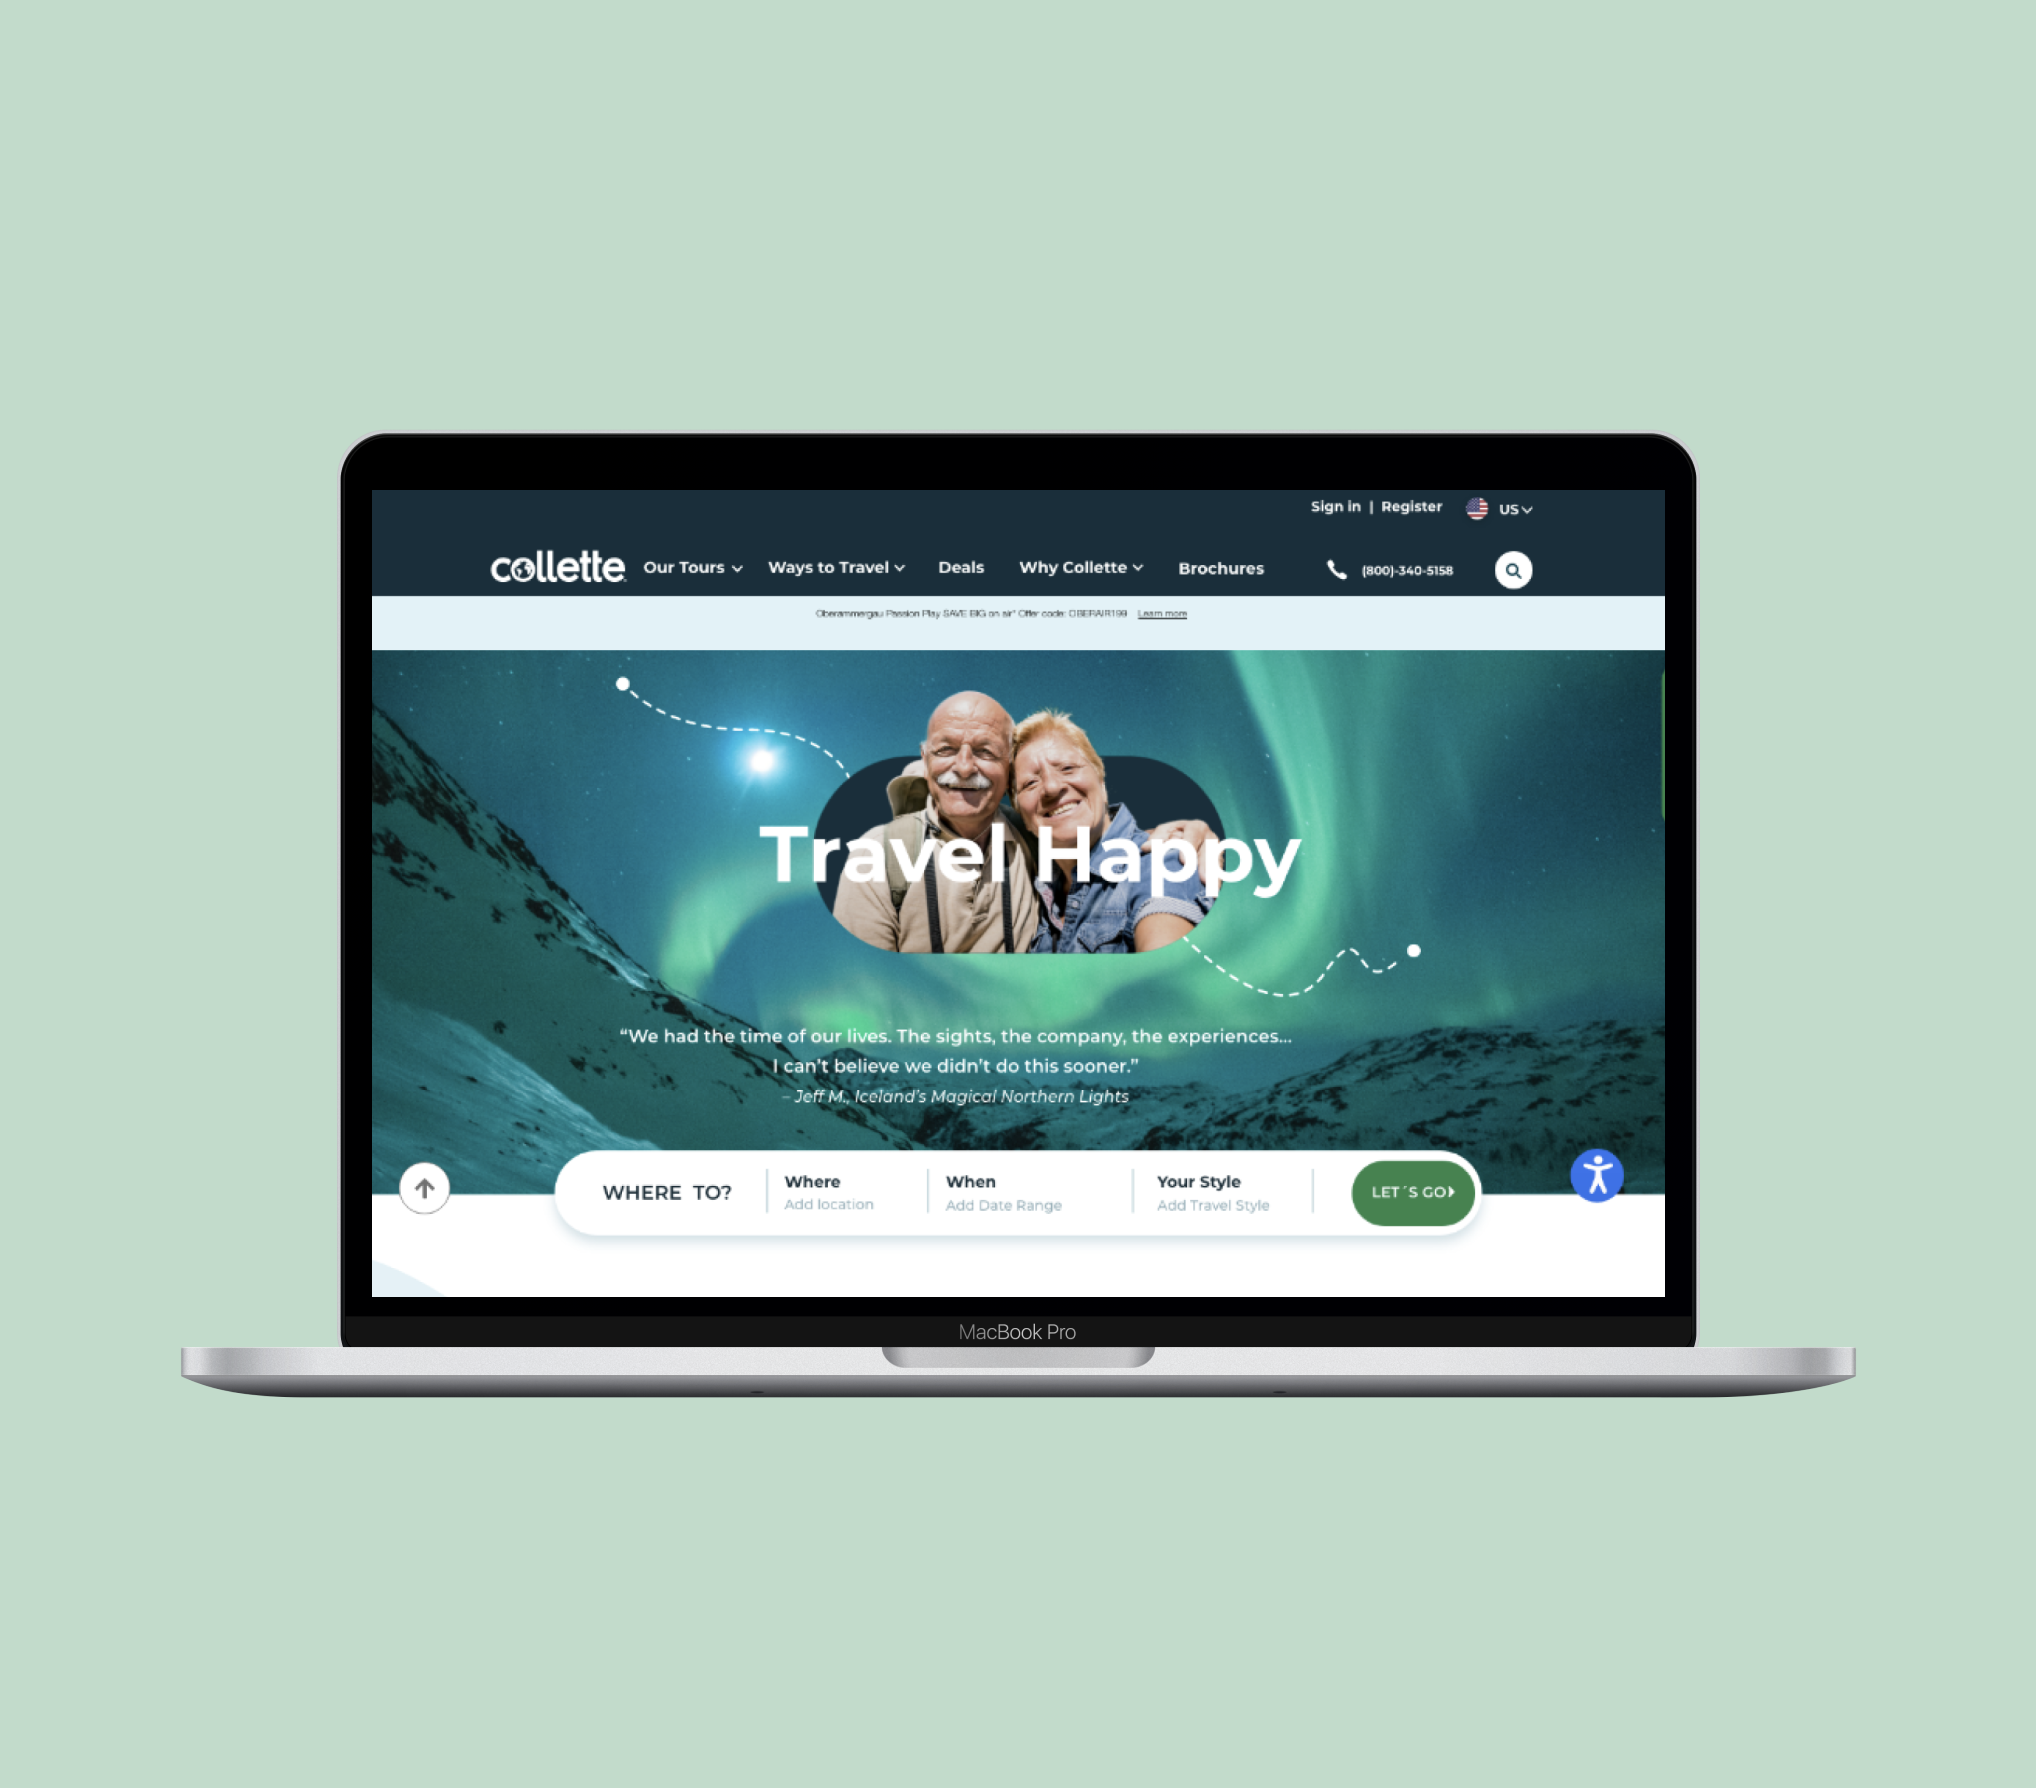 Sign in | Register US
collette Our Tours Ways to Travel Deals Why Collette Brochures (800)-340-5158
Oberammergau Passion Play SAVE BIG on air* Offer code: OBERAIR199 Learn more
Travel Happy
“We had the time of our lives. The sights, the company, the experiences...
I can’t believe we didn’t do this sooner.”
– Jeff M., Iceland’s Magical Northern Lights
WHERE TO? Where When Your Style LET´S GO
Add location Add Date Range Add Travel Style
MacBook Pro